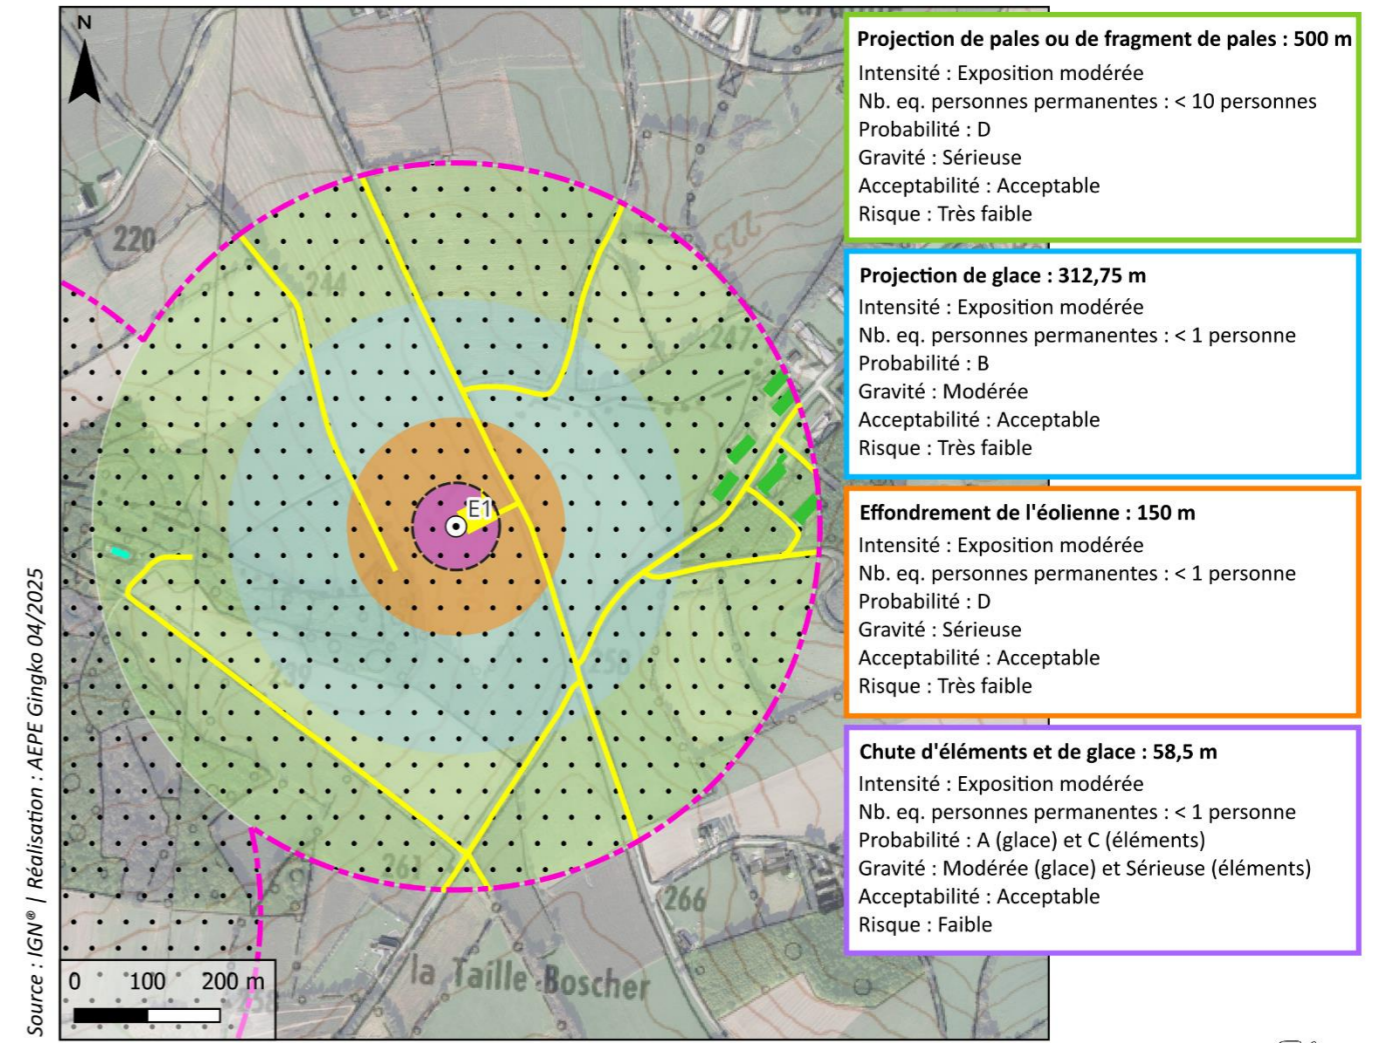 N
220
244
225
247
E1
239
258
261
266
la Taille Boscher
0 100 200 m
Source : IGN® | Réalisation : AEPE Gingko 04/2025
Projection de pales ou de fragment de pales : 500 m
Intensité : Exposition modérée
Nb. eq. personnes permanentes : < 10 personnes
Probabilité : D
Gravité : Sérieuse
Acceptabilité : Acceptable
Risque : Très faible
Projection de glace : 312,75 m
Intensité : Exposition modérée
Nb. eq. personnes permanentes : < 1 personne
Probabilité : B
Gravité : Modérée
Acceptabilité : Acceptable
Risque : Très faible
Effondrement de l'éolienne : 150 m
Intensité : Exposition modérée
Nb. eq. personnes permanentes : < 1 personne
Probabilité : D
Gravité : Sérieuse
Acceptabilité : Acceptable
Risque : Très faible
Chute d'éléments et de glace : 58,5 m
Intensité : Exposition modérée
Nb. eq. personnes permanentes : < 1 personne
Probabilité : A (glace) et C (éléments)
Gravité : Modérée (glace) et Sérieuse (éléments)
Acceptabilité : Acceptable
Risque : Faible